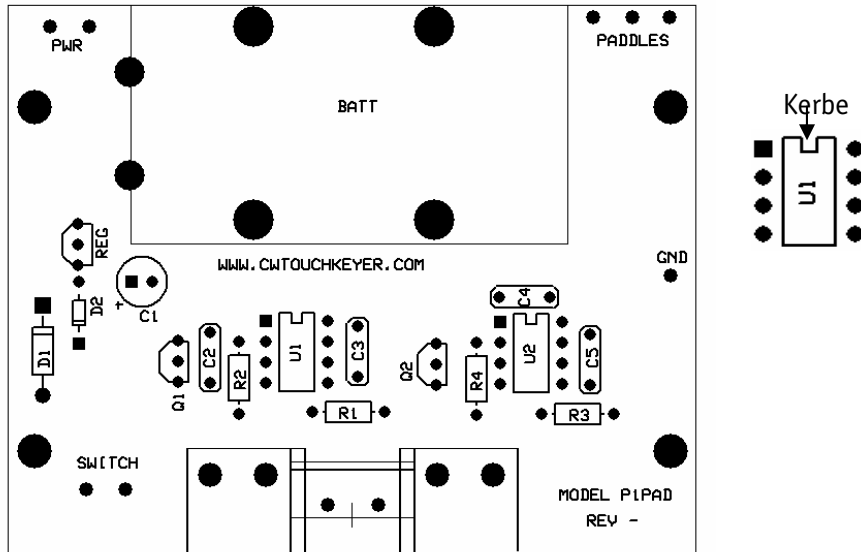 PWR
PADDLES
BATT
Kerbe
U1
REG
WWW.CWTOUCHKEYER.COM
GND
D2
+
C1
C4
D1
C2
R2
U1
C3
Q1
Q2
R4
U2
C5
R1
R3
SWITCH
MODEL P1PAD
REV -